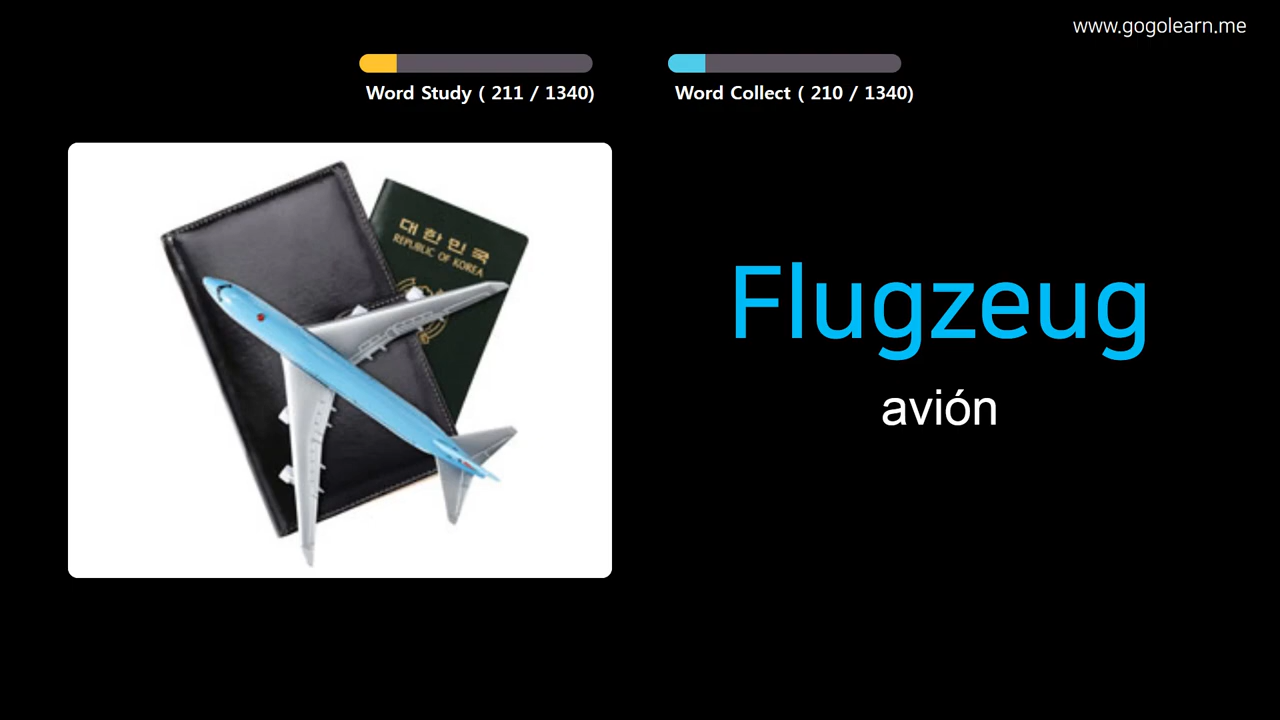 www.gogolearn.me
Word Study ( 211 / 1340)
Word Collect ( 210 / 1340)
대한민국
REPUBLIC OF KOREA
Flugzeug
avión